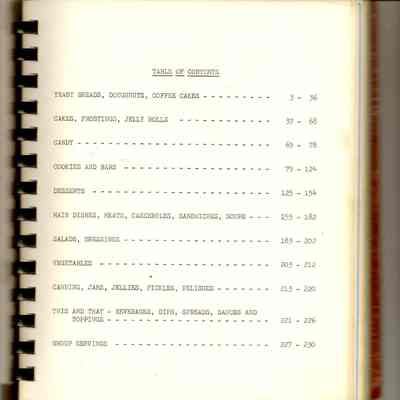 TABLE OF CONTENTS
YEAST BREADS, DOUGHNUTS, COFFEE CAKES - - - - - - - - - 3 - 36
CAKES, FROSTINGS, JELLY ROLLS - - - - - - - - - - - 37 - 68
CANDY - - - - - - - - - - - - - - - - - - - - - - - 69 - 78
COOKIES AND BARS - - - - - - - - - - - - - - - - - 79 - 124
DESSERTS - - - - - - - - - - - - - - - - - - - - - 125 - 154
MAIN DISHES, MEATS, CASSEROLES, SANDWICHES, SOUPS - - - 155 - 182
SALADS, DRESSINGS - - - - - - - - - - - - - - - - - 183 - 202
VEGETABLES - - - - - - - - - - - - - - - - - - - - 203 - 212
CANNING, JAMS, JELLIES, PICKLES, RELISHES - - - - - - - 213 - 220
THIS AND THAT - BEVERAGES, DIPS, SPREADS, SAUCES AND
TOPPINGS - - - - - - - - - - - - - - - - - - - 221 - 226
GROUP SERVINGS - - - - - - - - - - - - - - - - - - 227 - 230